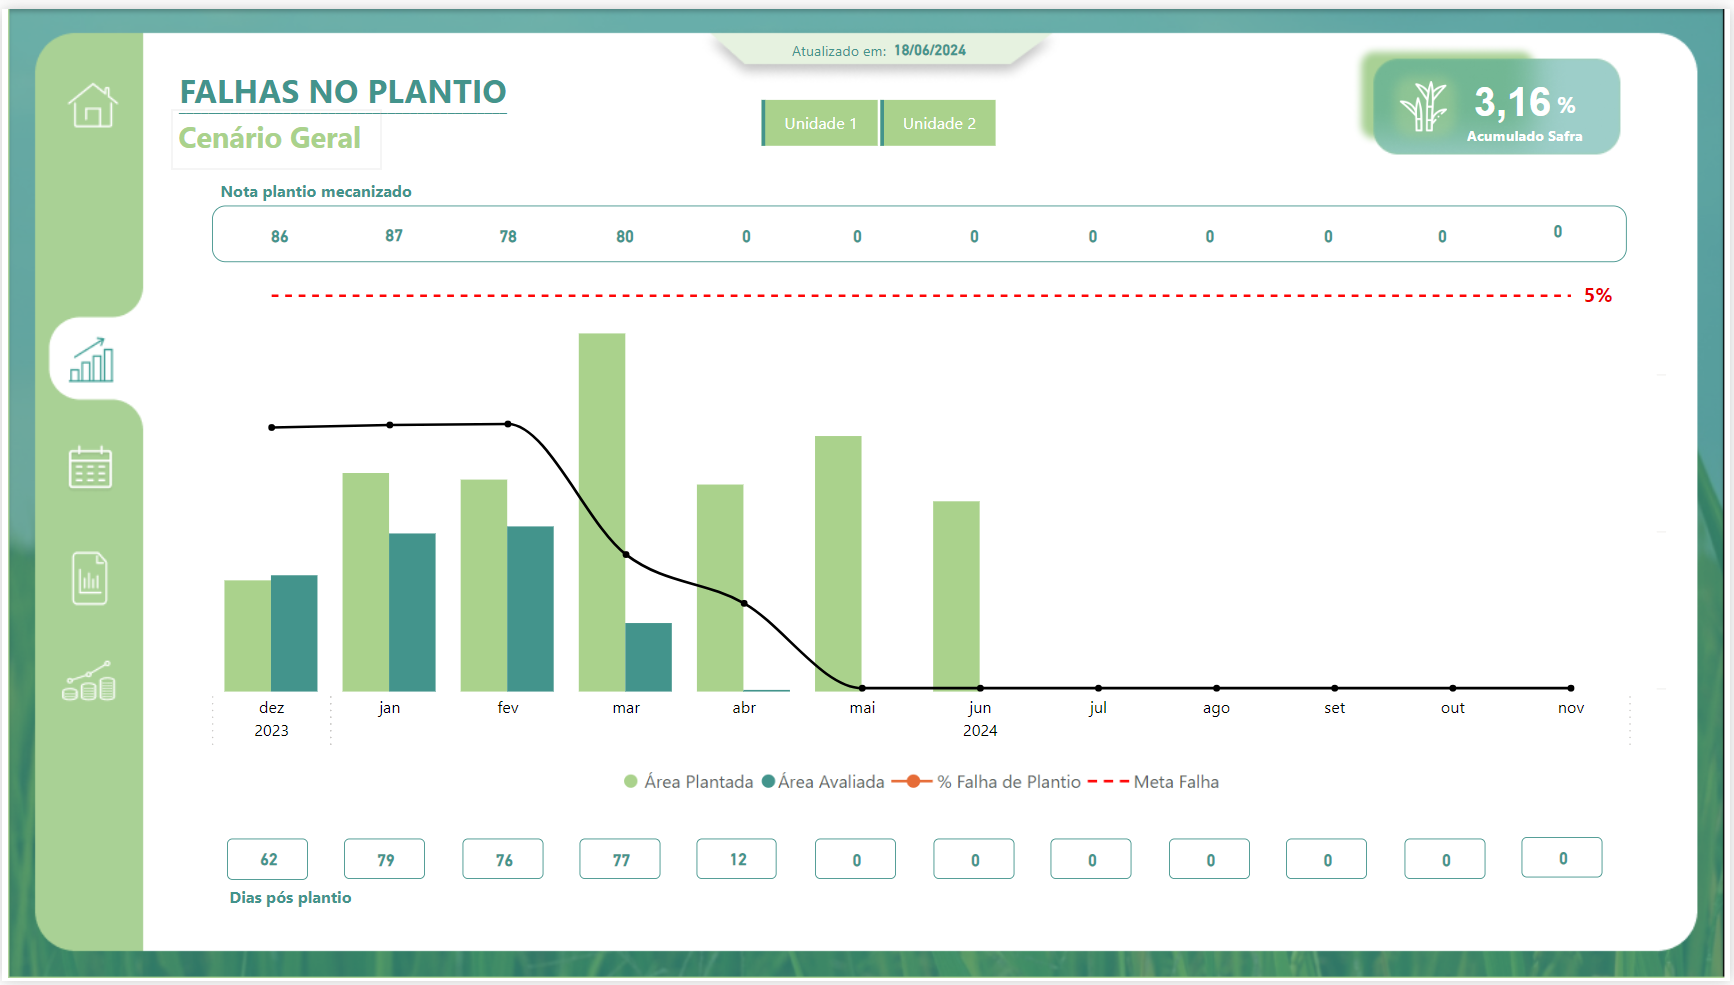 Atualizado em: 18/06/2024
FALHAS NO PLANTIO
Cenário Geral
Unidade 1 Unidade 2
3,16 %
Acumulado Safra
Nota plantio mecanizado
86 87 78 80 0 0 0 0 0 0 0 0
5%
dez jan fev mar abr mai jun jul ago set out nov
2023 2024
Área Plantada Área Avaliada % Falha de Plantio Meta Falha
62 79 76 77 12 0 0 0 0 0 0 0
Dias pós plantio